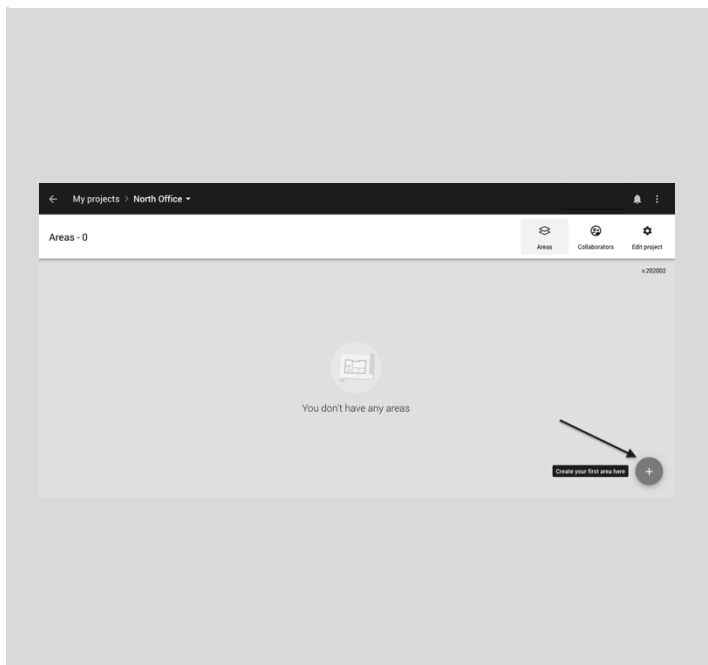 My projects > North Office
Areas - 0
Areas
Collaborators
Edit project
v.202002
You don't have any areas
Create your first area here